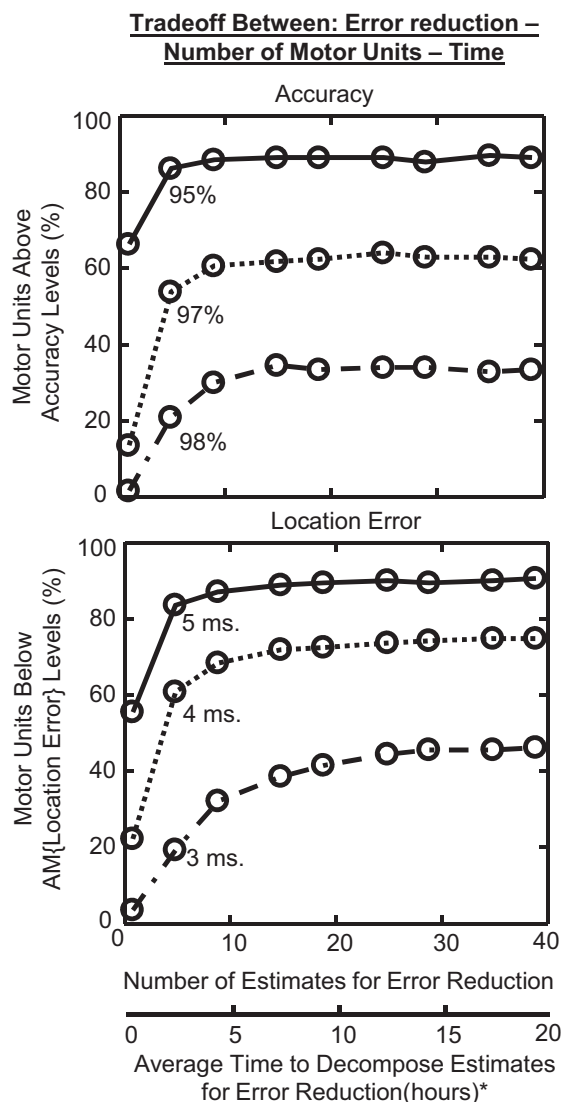 Tradeoff Between: Error reduction –
Number of Motor Units – Time
Accuracy
Motor Units Above
Accuracy Levels (%)
100
80
60
40
20
0
95%
97%
98%
Location Error
Motor Units Below
AM{Location Error} Levels (%)
100
80
60
40
20
0
5 ms.
4 ms.
3 ms.
0 10 20 30 40
Number of Estimates for Error Reduction
0 5 10 15 20
Average Time to Decompose Estimates
for Error Reduction(hours)*